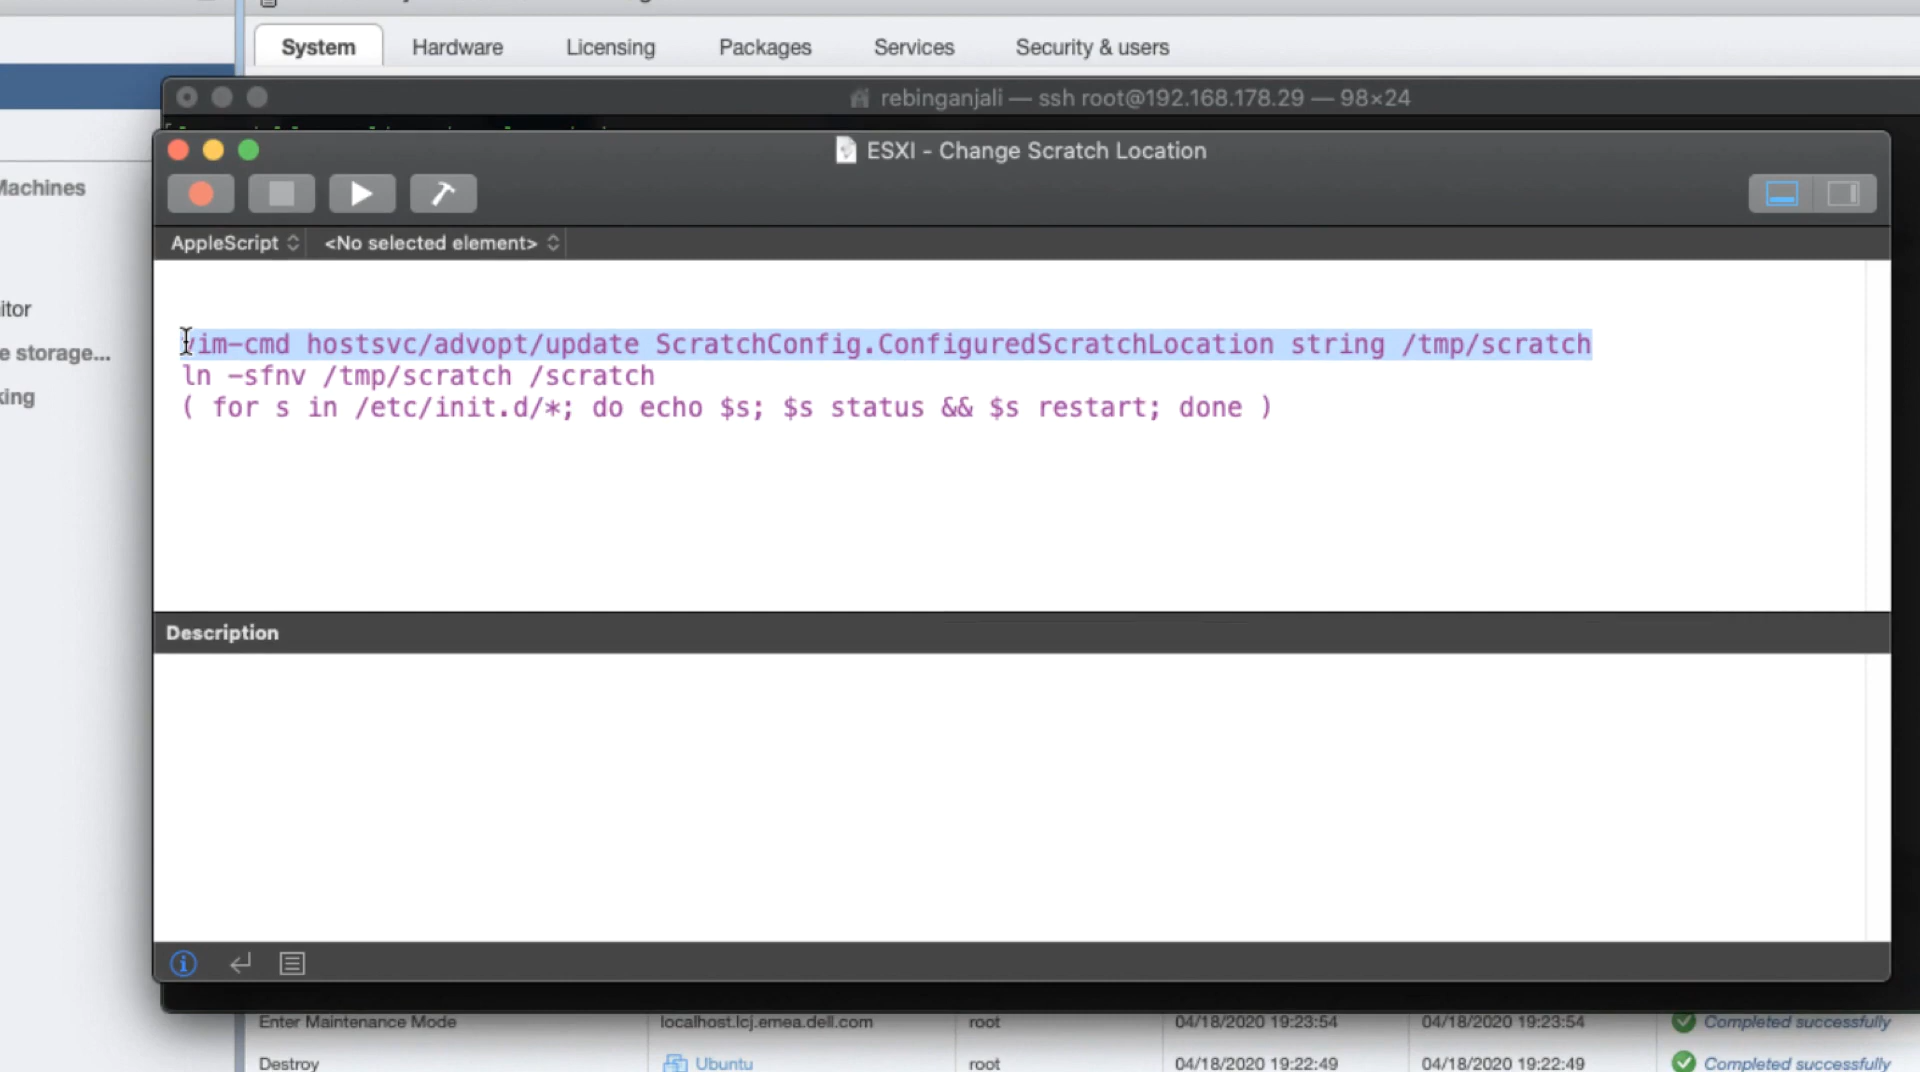 System Hardware Licensing Packages Services Security & users
rebinganjali — ssh root@192.168.178.29 — 98×24
ESXI - Change Scratch Location
AppleScript <No selected element>
Machines
itor
e storage...
king
vim-cmd hostsvc/advopt/update ScratchConfig.ConfiguredScratchLocation string /tmp/scratch
ln -sfnv /tmp/scratch /scratch
( for s in /etc/init.d/*; do echo $s; $s status && $s restart; done )
Description
Enter Maintenance Mode localhost.lcj.emea.dell.com root 04/18/2020 19:23:54 04/18/2020 19:23:54 Completed successfully
Destroy Ubuntu root 04/18/2020 19:22:49 04/18/2020 19:22:49 Completed successfully